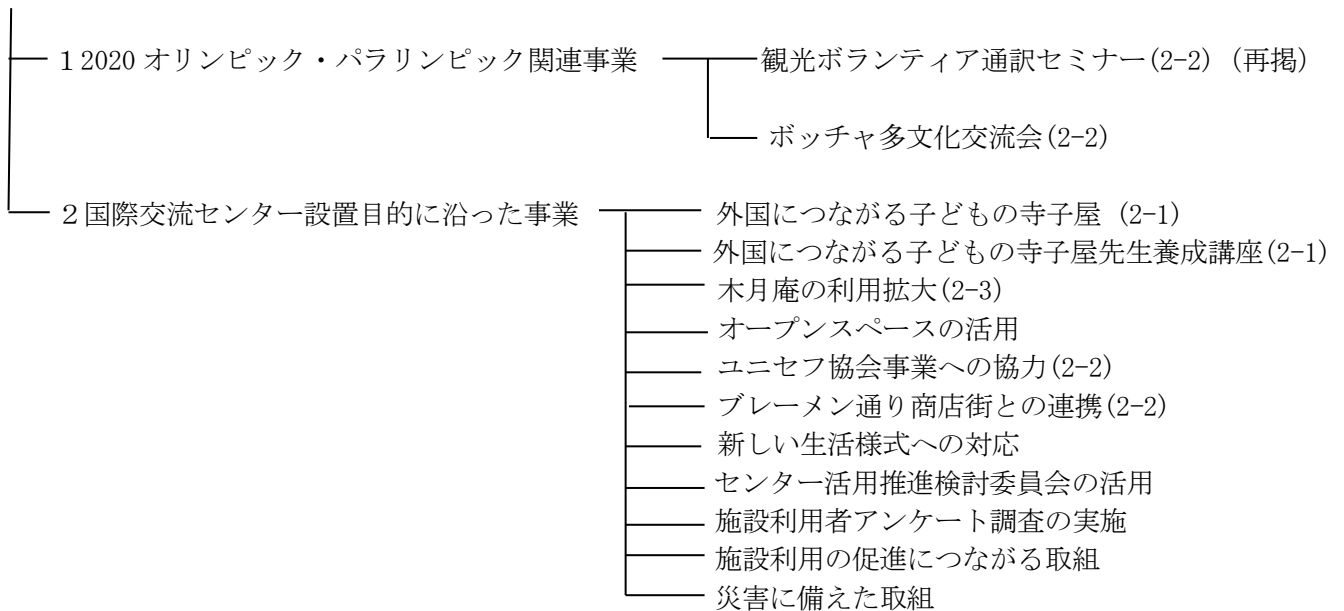 1 2020 オリンピック・パラリンピック関連事業
観光ボランティア通訳セミナー(2-2) (再掲)
ボッチャ多文化交流会(2-2)
2 国際交流センター設置目的に沿った事業
外国につながる子どもの寺子屋 (2-1)
外国につながる子どもの寺子屋先生養成講座(2-1)
木月庵の利用拡大(2-3)
オープンスペースの活用
ユニセフ協会事業への協力(2-2)
ブレーメン通り商店街との連携(2-2)
新しい生活様式への対応
センター活用推進検討委員会の活用
施設利用者アンケート調査の実施
施設利用の促進につながる取組
災害に備えた取組